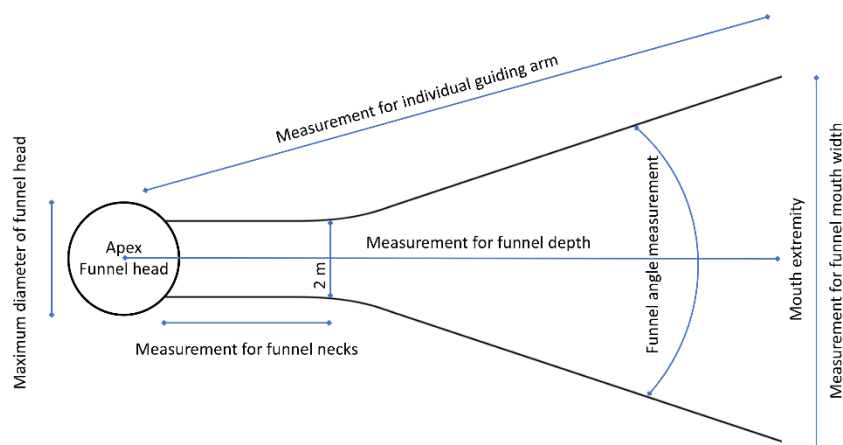 Measurement for individual guiding arm
Maximum diameter of funnel head
Apex
Funnel head
Measurement for funnel depth
2 m
Funnel angle measurement
Mouth extremity
Measurement for funnel mouth width
Measurement for funnel necks